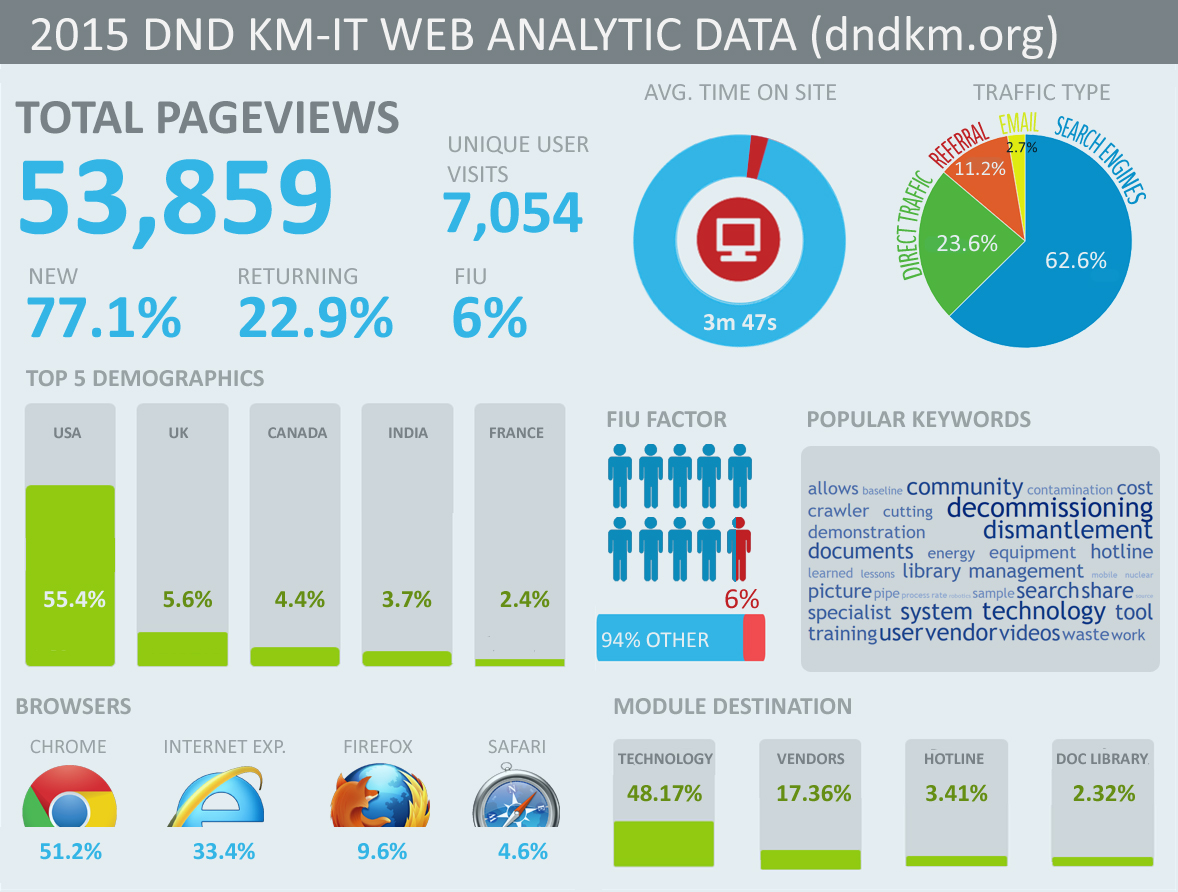 2015 DND KM-IT WEB ANALYTIC DATA (dndkm.org)
TOTAL PAGEVIEWS
53,859
UNIQUE USER
VISITS
7,054
NEW
77.1%
RETURNING
22.9%
FIU
6%
AVG. TIME ON SITE
3m 47s
TRAFFIC TYPE
DIRECT TRAFFIC
REFERRAL
EMAIL
SEARCH ENGINES
2.7%
11.2%
23.6%
62.6%
TOP 5 DEMOGRAPHICS
USA
UK
CANADA
INDIA
FRANCE
55.4%
5.6%
4.4%
3.7%
2.4%
FIU FACTOR
6%
94% OTHER
POPULAR KEYWORDS
allows baseline community contamination cost
crawler cutting decommissioning
demonstration dismantlement
documents energy equipment hotline
learned lessons library management mobile nuclear
picture pipe process rate sample search share
specialist system technology tool
training user vendor videos waste work
BROWSERS
CHROME
INTERNET EXP.
FIREFOX
SAFARI
51.2%
33.4%
9.6%
4.6%
MODULE DESTINATION
TECHNOLOGY
VENDORS
HOTLINE
DOC LIBRARY
48.17%
17.36%
3.41%
2.32%